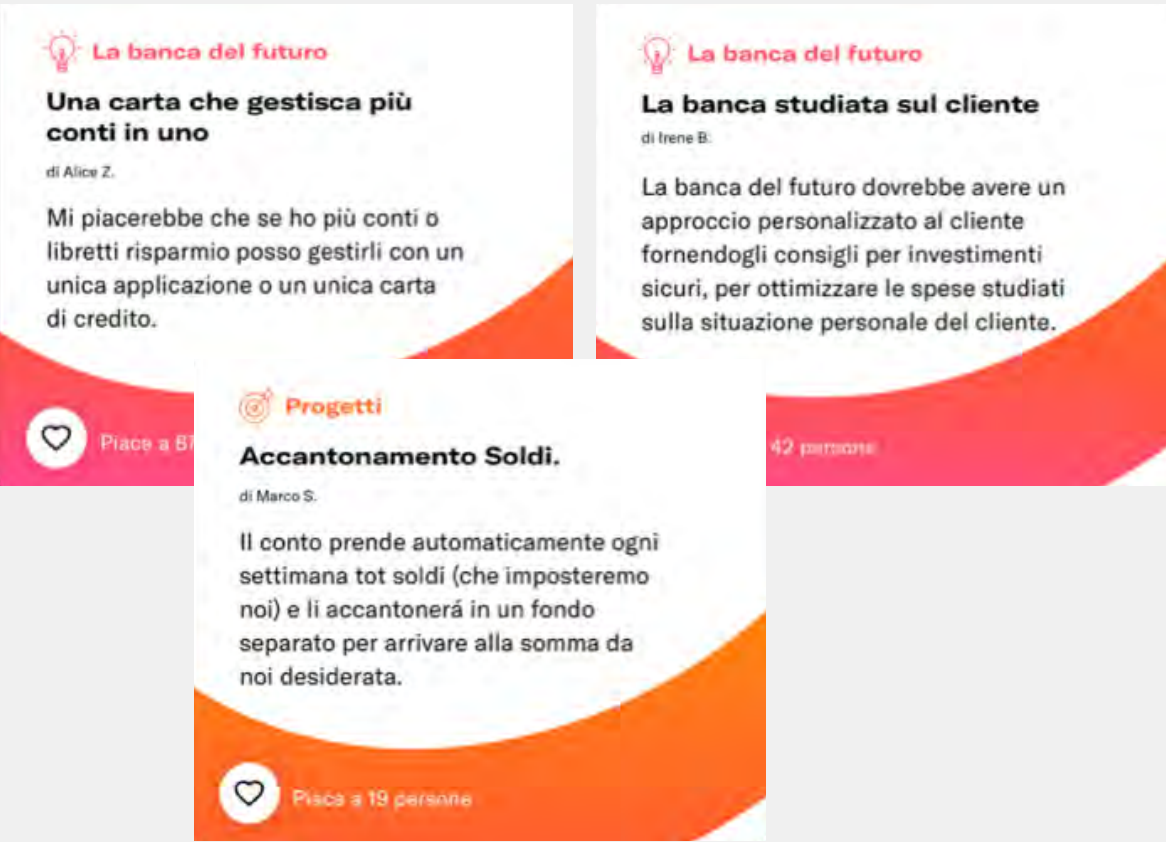 La banca del futuro
Una carta che gestisca più
conti in uno
di Alice Z.
Mi piacerebbe che se ho più conti o
libretti risparmio posso gestirli con un
unica applicazione o un unica carta
di credito.
Piace a
La banca del futuro
La banca studiata sul cliente
di Irene B.
La banca del futuro dovrebbe avere un
approccio personalizzato al cliente
fornendogli consigli per investimenti
sicuri, per ottimizzare le spese studiati
sulla situazione personale del cliente.
42 persone
Progetti
Accantonamento Soldi.
di Marco S.
Il conto prende automaticamente ogni
settimana tot soldi (che imposteremo
noi) e li accantonerá in un fondo
separato per arrivare alla somma da
noi desiderata.
Piace a 19 persone